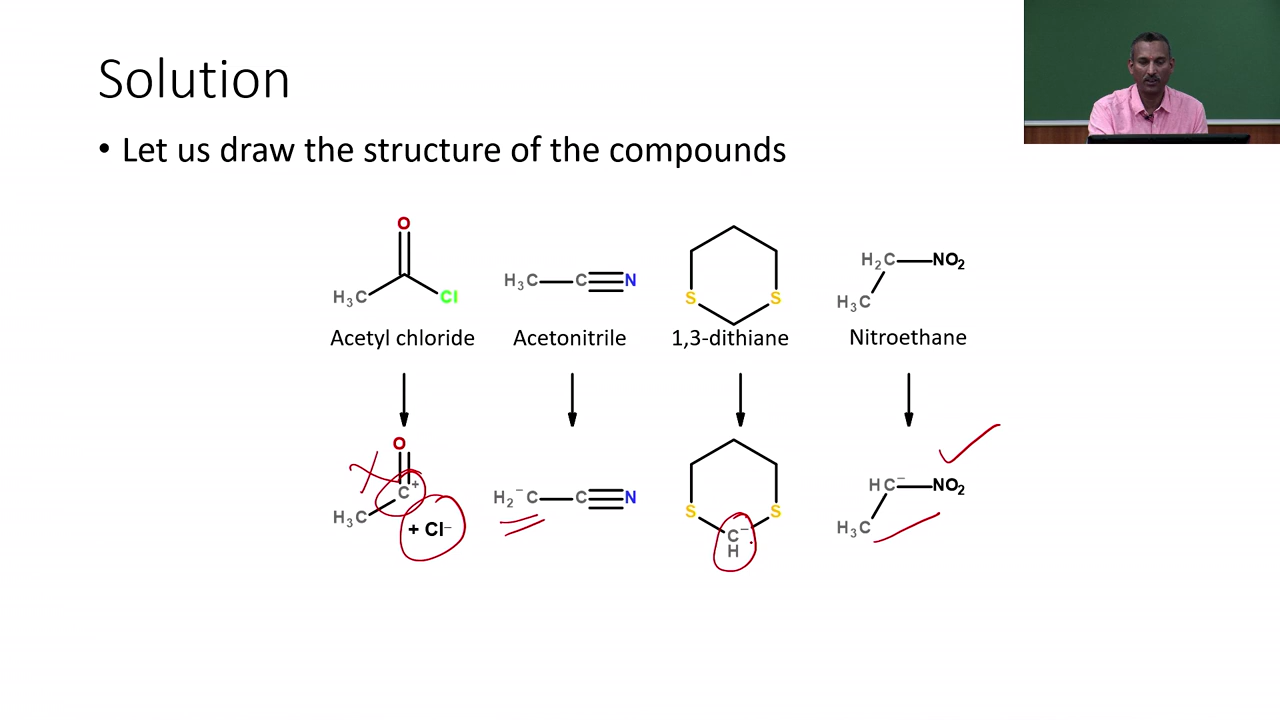 Solution
• Let us draw the structure of the compounds
O
H₃C
Cl
H₃C C N
S S
H₂C NO₂
H₃C
Acetyl chloride Acetonitrile 1,3-dithiane Nitroethane
O
C⁺
H₃C
+ Cl⁻
H₂⁻C C N
S S
C⁻
H
HC⁻ NO₂
H₃C